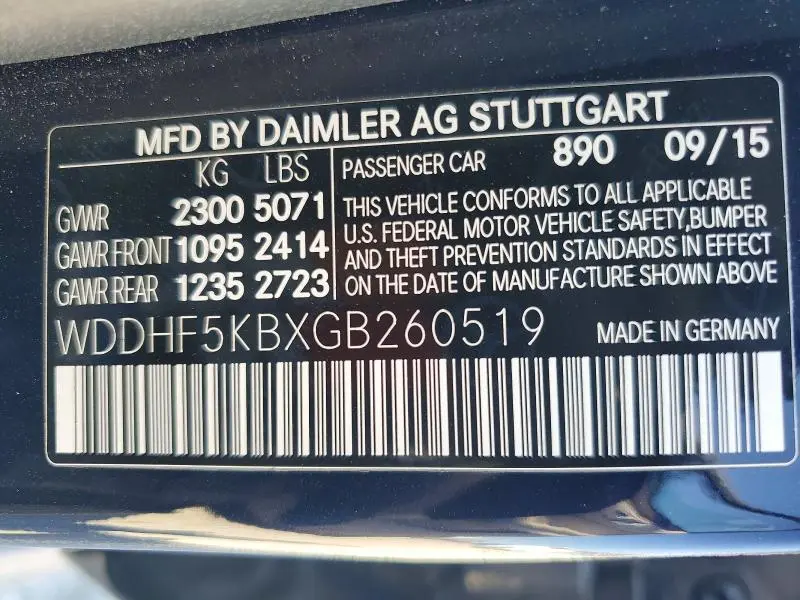 MFD BY DAIMLER AG STUTTGART
KG LBS
GVWR 2300 5071
GAWR FRONT 1095 2414
GAWR REAR 1235 2723
PASSENGER CAR 890 09/15
THIS VEHICLE CONFORMS TO ALL APPLICABLE
U.S. FEDERAL MOTOR VEHICLE SAFETY,BUMPER
AND THEFT PREVENTION STANDARDS IN EFFECT
ON THE DATE OF MANUFACTURE SHOWN ABOVE
WDDHF5KBXGB260519 MADE IN GERMANY